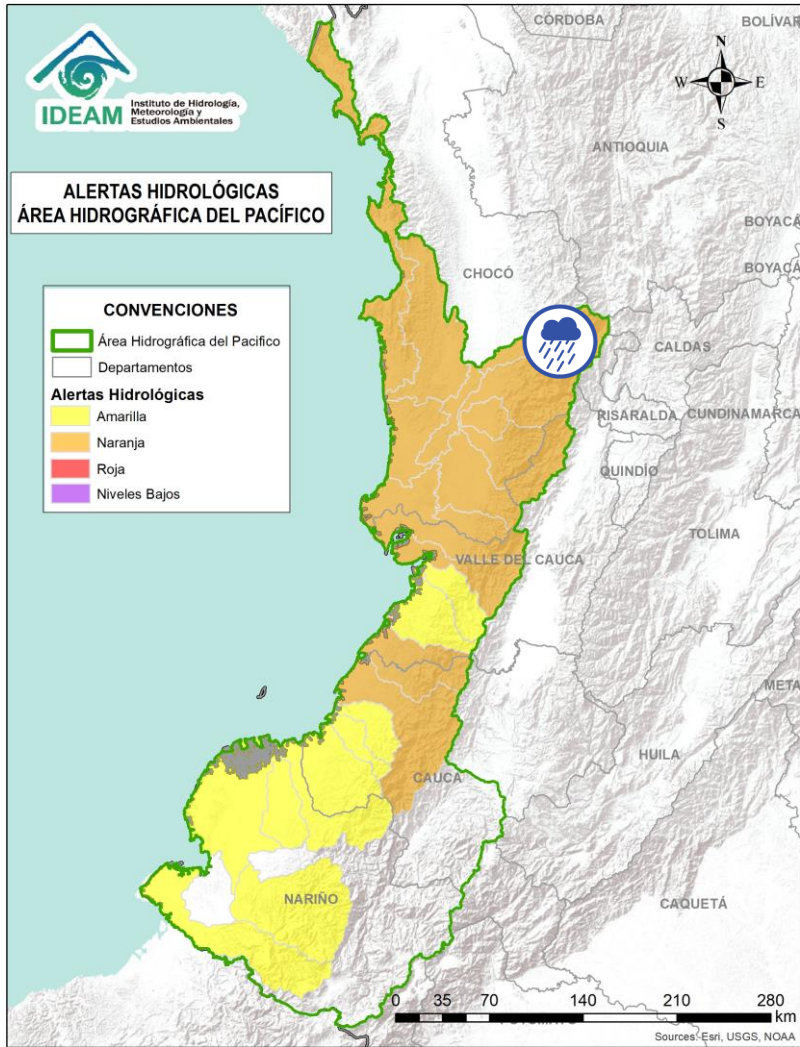 IDEAM
Instituto de Hidrología,
Meteorología y
Estudios Ambientales
ALERTAS HIDROLÓGICAS
ÁREA HIDROGRÁFICA DEL PACÍFICO
CONVENCIONES
Área Hidrográfica del Pacifico
Departamentos
Alertas Hidrológicas
Amarilla
Naranja
Roja
Niveles Bajos
CÓRDOBA
BOLÍVAR
N
W E
S
ANTIOQUIA
BOYACÁ
CHOCÓ
BOYACÁ
CALDAS
RISARALDA
CUNDINAMARCA
QUINDÍO
TOLIMA
VALLE DEL CAUCA
META
HUILA
CAUCA
NARIÑO
CAQUETÁ
0 35 70 140 210 280
km
Sources: Esri, USGS, NOAA